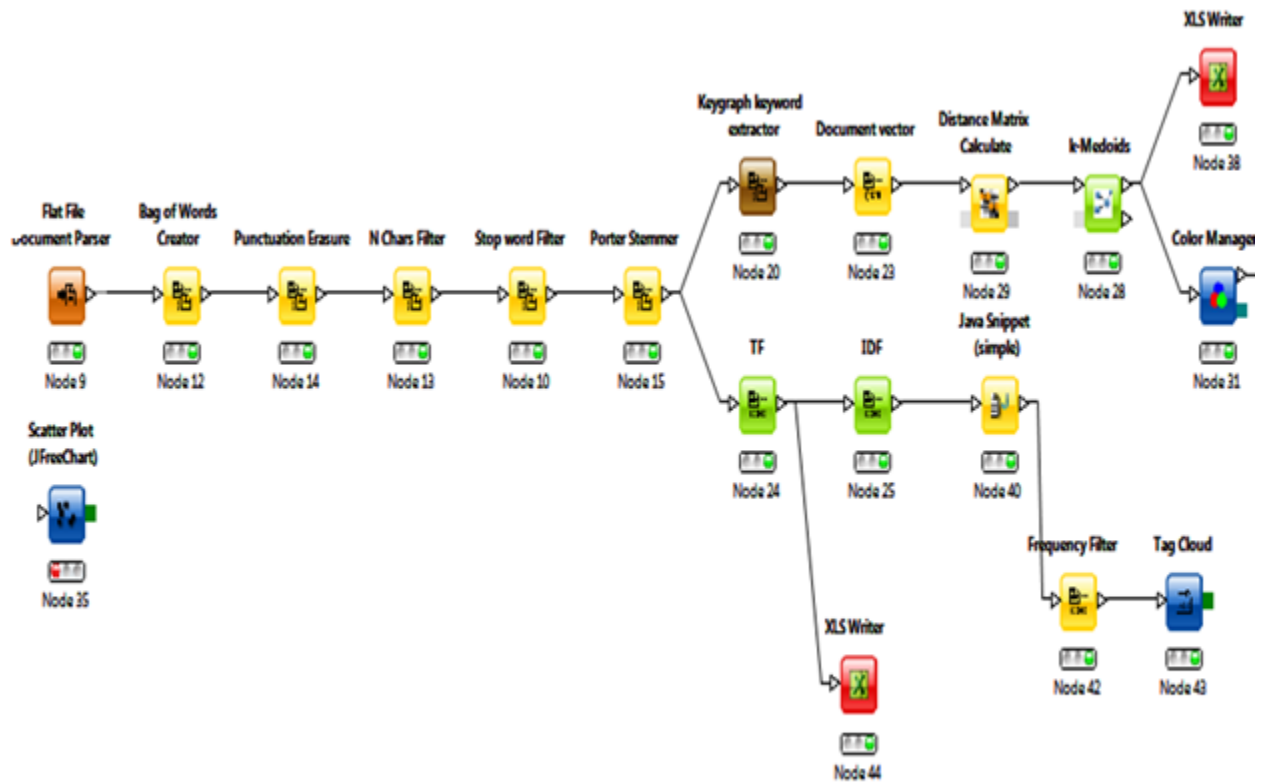 XLS Writer
Node 38
Keygraph keyword
extractor
Node 20
Document vector
Node 23
Distance Matrix
Calculate
Node 29
k-Medoids
Node 28
Color Manager
Node 31
Flat File
Document Parser
Node 9
Bag of Words
Creator
Node 12
Punctuation Erasure
Node 14
N Chars Filter
Node 13
Stop word Filter
Node 10
Porter Stemmer
Node 15
TF
Node 24
IDF
Node 25
Java Snippet
(simple)
Node 40
Scatter Plot
(JFreeChart)
Node 35
Frequency Filter
Node 42
Tag Cloud
Node 43
XLS Writer
Node 44